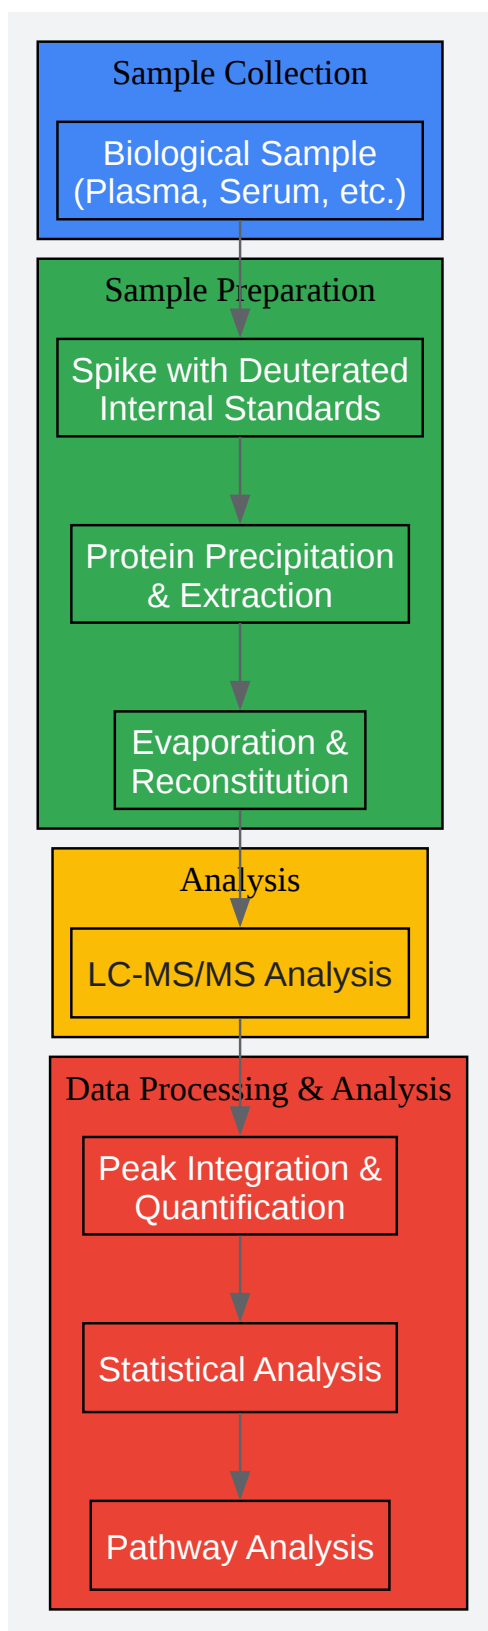 Sample Collection
Biological Sample
(Plasma, Serum, etc.)
Sample Preparation
Spike with Deuterated
Internal Standards
Protein Precipitation
& Extraction
Evaporation &
Reconstitution
Analysis
LC-MS/MS Analysis
Data Processing & Analysis
Peak Integration &
Quantification
Statistical Analysis
Pathway Analysis